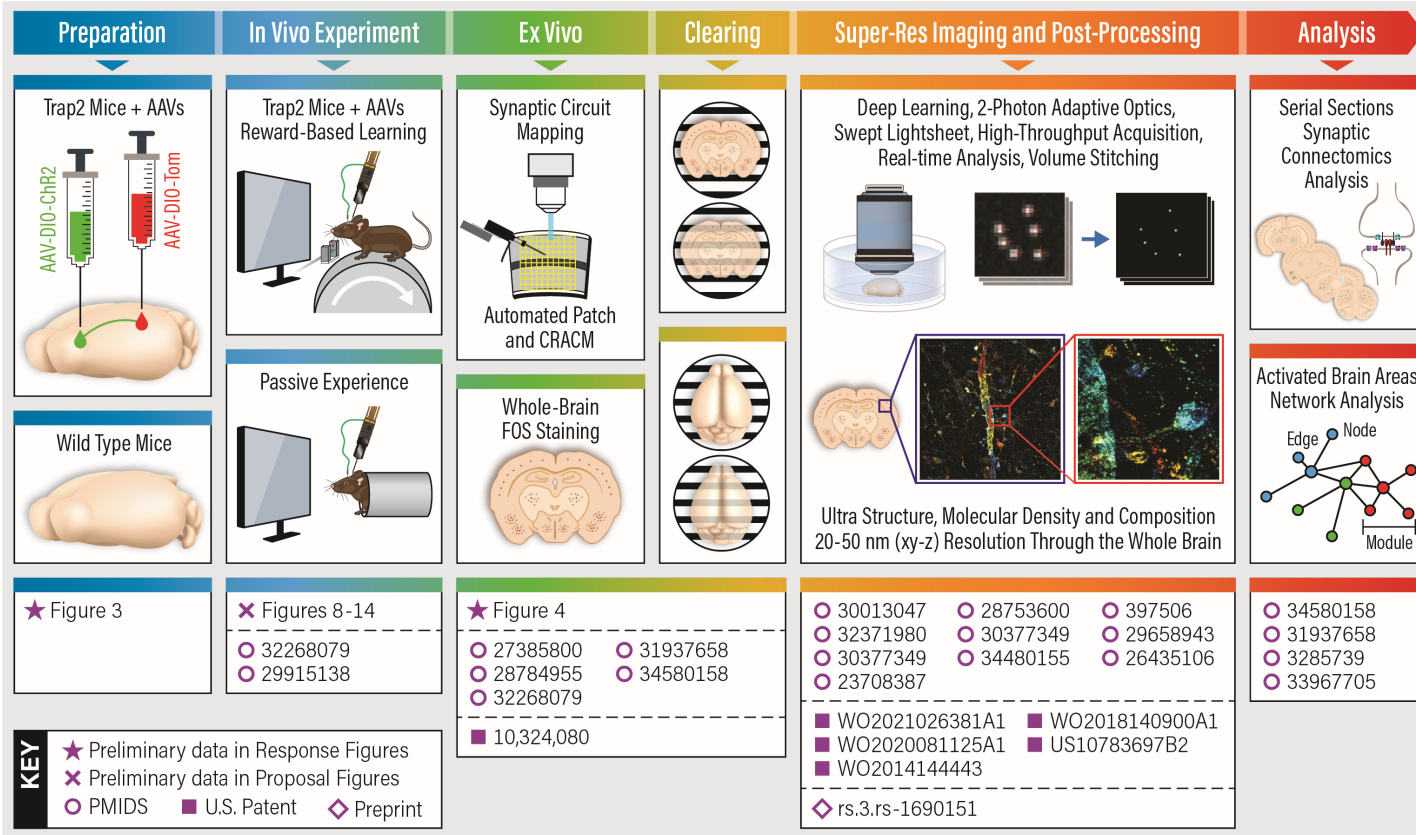 Preparation
In Vivo Experiment
Ex Vivo
Clearing
Super-Res Imaging and Post-Processing
Analysis
Trap2 Mice + AAVs
AAV-DIO-ChR2
AAV-DIO-Tom
Wild Type Mice
Trap2 Mice + AAVs
Reward-Based Learning
Passive Experience
Synaptic Circuit
Mapping
Automated Patch
and CRACM
Whole-Brain
FOS Staining
Deep Learning, 2-Photon Adaptive Optics,
Swept Lightsheet, High-Throughput Acquisition,
Real-time Analysis, Volume Stitching
Ultra Structure, Molecular Density and Composition
20-50 nm (xy-z) Resolution Through the Whole Brain
Serial Sections
Synaptic
Connectomics
Analysis
Activated Brain Areas
Network Analysis
Edge
Node
Module
Figure 3
Figures 8-14
32268079
29915138
Figure 4
27385800
31937658
28784955
34580158
32268079
10,324,080
30013047
28753600
397506
32371980
30377349
29658943
30377349
34480155
26435106
23708387
WO2021026381A1
WO2018140900A1
WO2020081125A1
US10783697B2
WO2014144443
rs.3.rs-1690151
34580158
31937658
3285739
33967705
KEY
Preliminary data in Response Figures
Preliminary data in Proposal Figures
PMIDS
U.S. Patent
Preprint